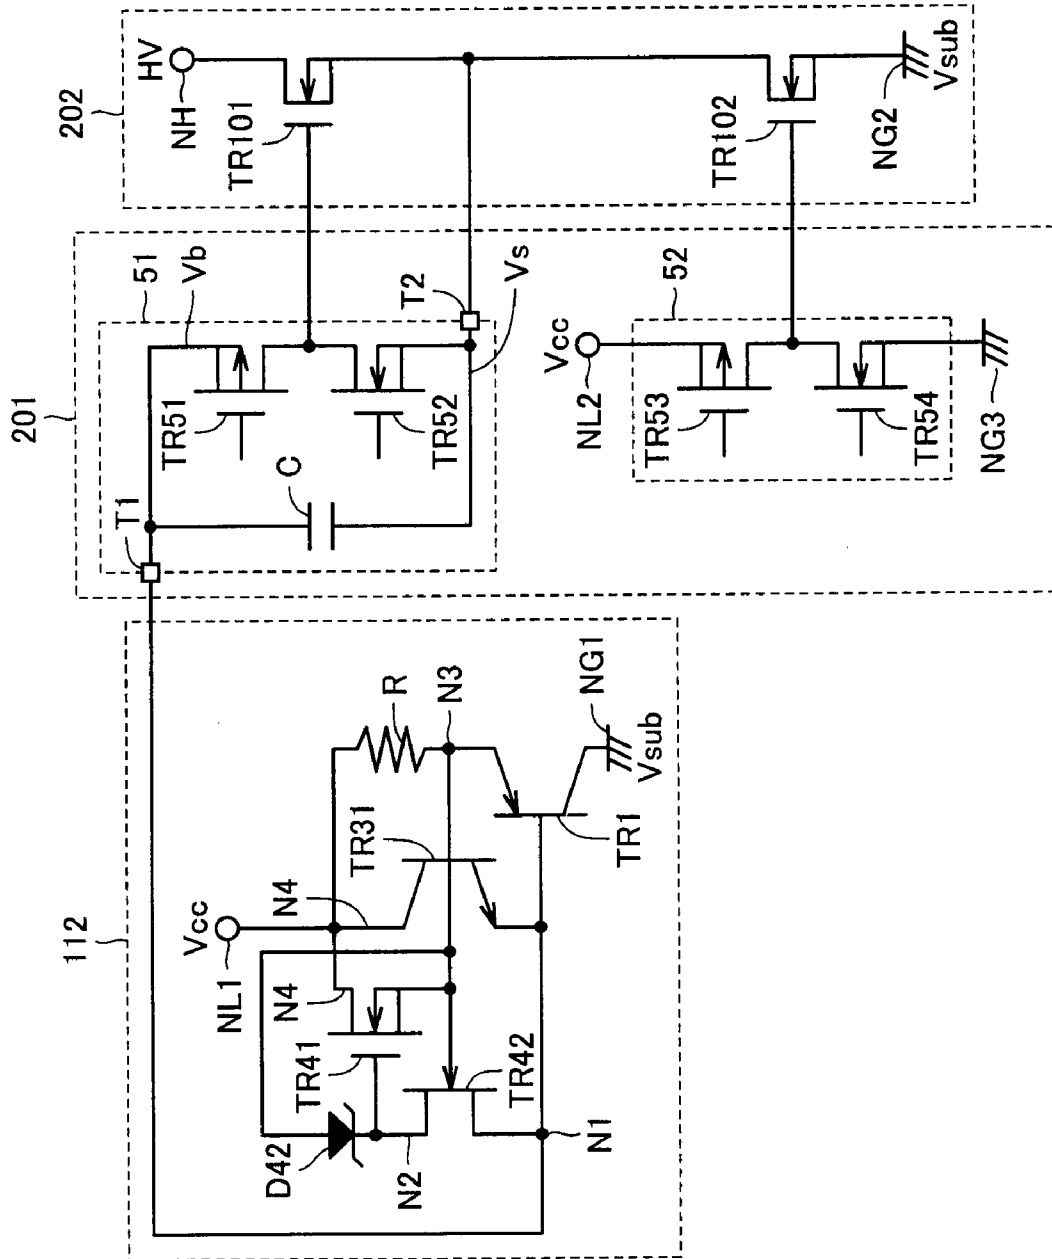 112
Vcc
NL1
N4
N4
TR41
D42
N2
TR42
N1
TR31
R
N3
TR1
NG1
Vsub
201
T1
C
51
Vb
TR51
TR52
T2
Vs
Vcc
NL2
52
TR53
TR54
NG3
202
HV
NH
TR101
TR102
NG2
Vsub